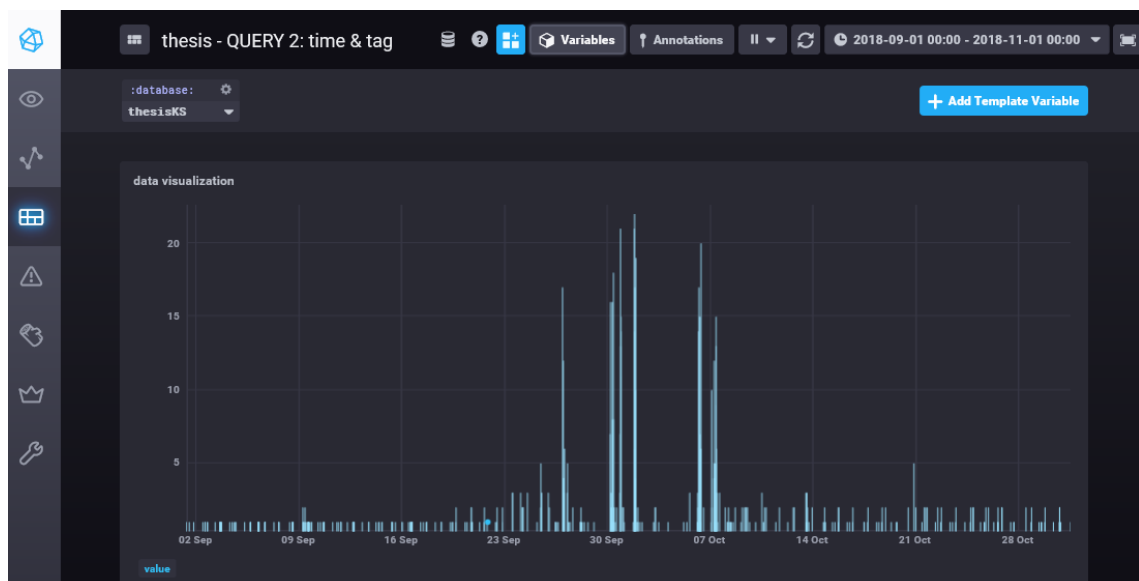 thesis - QUERY 2: time & tag Variables Annotations 2018-09-01 00:00 - 2018-11-01 00:00
:database:
thesisKS
+ Add Template Variable
data visualization
20
15
10
5
02 Sep 09 Sep 16 Sep 23 Sep 30 Sep 07 Oct 14 Oct 21 Oct 28 Oct
value